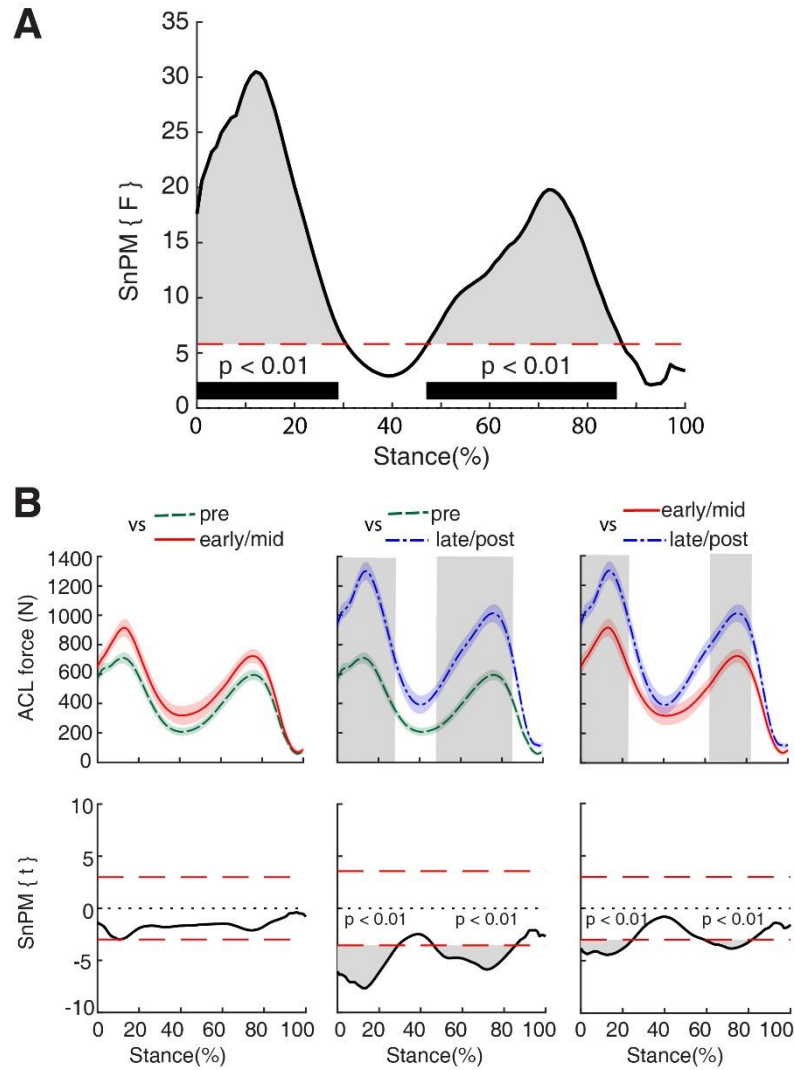 A
35
30
25
20
15
10
5
0
SnPM { F }
p < 0.01
p < 0.01
0
20
40
60
80
100
Stance(%)
B
vs
pre
early/mid
vs
pre
late/post
vs
early/mid
late/post
1400
1200
1000
800
600
400
200
0
ACL force (N)
10
5
0
-5
-10
SnPM { t }
p < 0.01
p < 0.01
p < 0.01
p < 0.01
0
20
40
60
80
100
0
20
40
60
80
100
0
20
40
60
80
100
Stance(%)
Stance(%)
Stance(%)